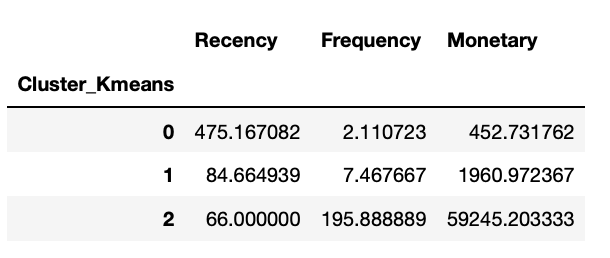 Recency Frequency Monetary
Cluster_Kmeans
0 475.167082 2.110723 452.731762
1 84.664939 7.467667 1960.972367
2 66.000000 195.888889 59245.203333